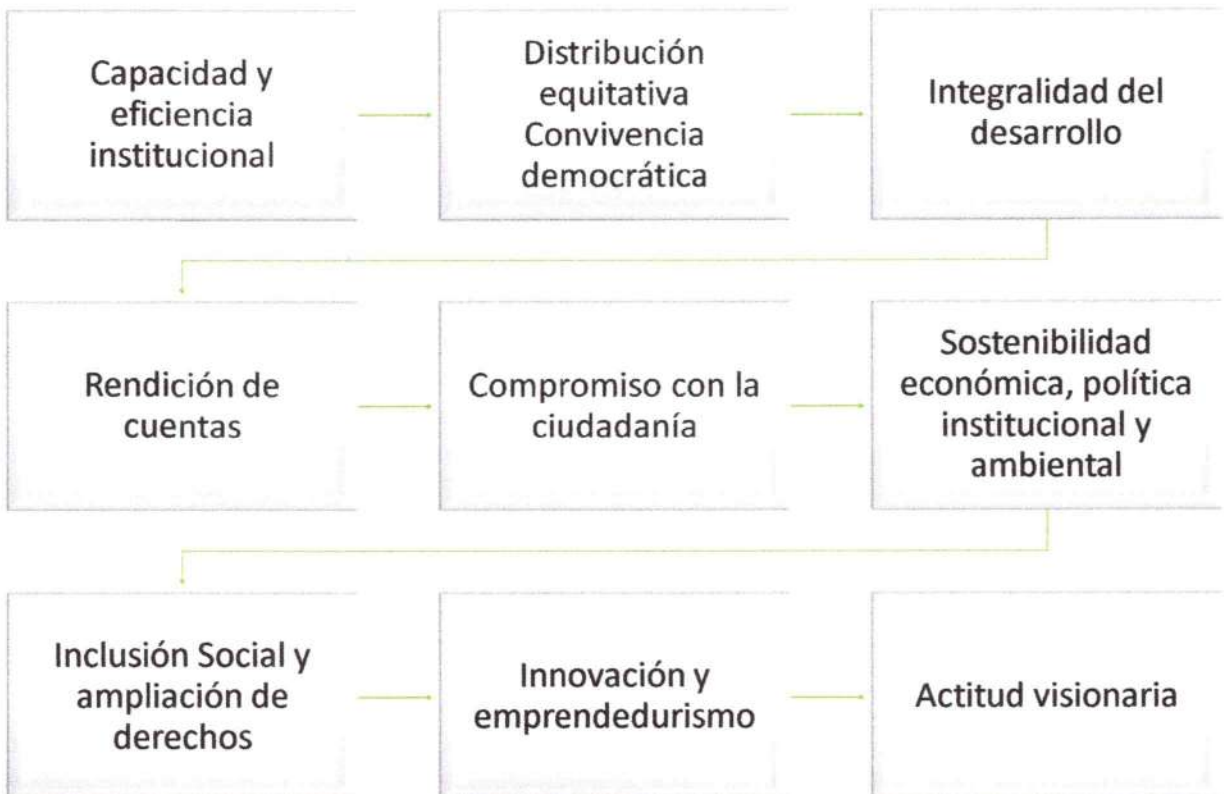 Capacidad y
eficiencia
institucional
Distribución
equitativa
Convivencia
democrática
Integralidad del
desarrollo
Rendición de
cuentas
Compromiso con la
ciudadanía
Sostenibilidad
económica, política
institucional y
ambiental
Inclusión Social y
ampliación de
derechos
Innovación y
emprendedurismo
Actitud visionaria